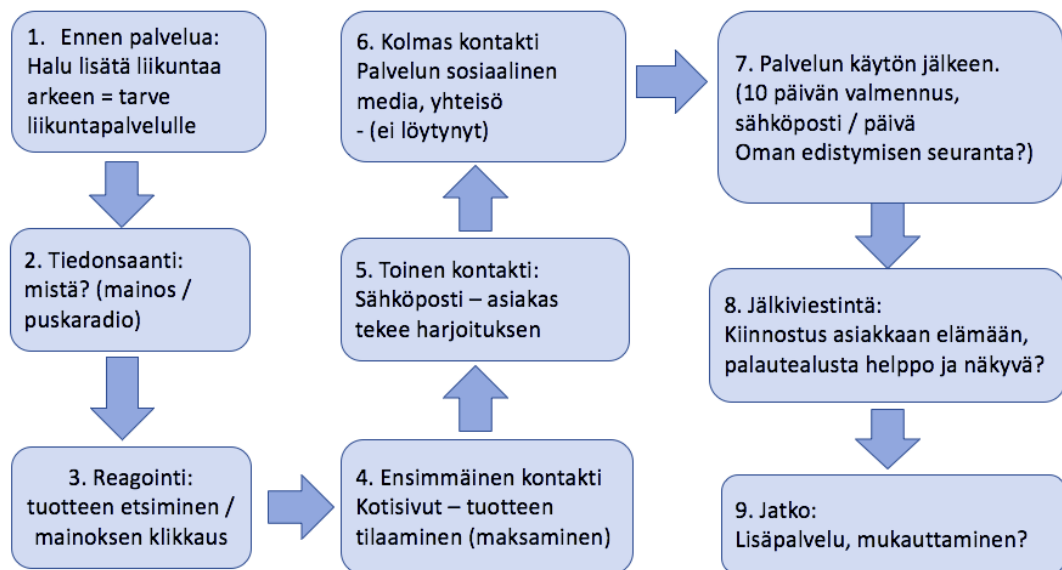 1. Ennen palvelua:
Halu lisätä liikuntaa
arkeen = tarve
liikuntapalvelulle
2. Tiedonsaanti:
mistä? (mainos /
puskaradio)
3. Reagointi:
tuotteen etsiminen /
mainoksen klikkaus
4. Ensimmäinen kontakti
Kotisivut – tuotteen
tilaaminen (maksaminen)
5. Toinen kontakti:
Sähköposti – asiakas
tekee harjoituksen
6. Kolmas kontakti
Palvelun sosiaalinen
media, yhteisö
- (ei löytynyt)
7. Palvelun käytön jälkeen.
(10 päivän valmennus,
sähköposti / päivä
Oman edistymisen seuranta?)
8. Jälkiviestintä:
Kiinnostus asiakkaan elämään,
palautealusta helppo ja näkyvä?
9. Jatko:
Lisäpalvelu, mukauttaminen?